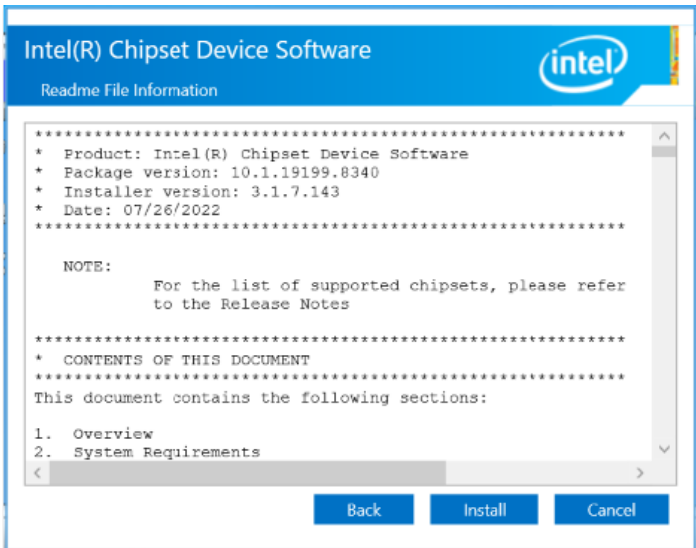 Intel(R) Chipset Device Software
intel
Readme File Information
************************************************************
* Product: Intel(R) Chipset Device Software
* Package version: 10.1.19199.8340
* Installer version: 3.1.7.143
* Date: 07/26/2022
************************************************************
NOTE:
For the list of supported chipsets, please refer
to the Release Notes
************************************************************
* CONTENTS OF THIS DOCUMENT
************************************************************
This document contains the following sections:
1. Overview
2. System Requirements
Back Install Cancel